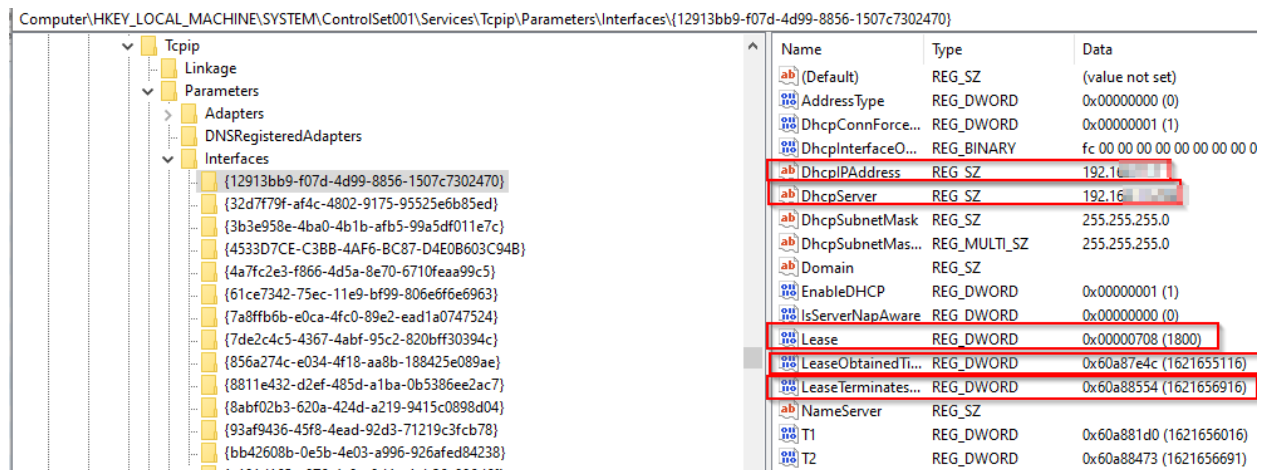 Computer\HKEY_LOCAL_MACHINE\SYSTEM\ControlSet001\Services\Tcpip\Parameters\Interfaces\{12913bb9-f07d-4d99-8856-1507c7302470}
Tcpip
Linkage
Parameters
Adapters
DNSRegisteredAdapters
Interfaces
{12913bb9-f07d-4d99-8856-1507c7302470}
{32d7f79f-af4c-4802-9175-95525e6b85ed}
{3b3e958e-4ba0-4b1b-afb5-99a5df011e7c}
{4533D7CE-C3BB-4AF6-BC87-D4E0B603C94B}
{4a7fc2e3-f866-4d5a-8e70-6710feaa99c5}
{61ce7342-75ec-11e9-bf99-806e6f6e6963}
{7a8ffb6b-e0ca-4fc0-89e2-ead1a0747524}
{7de2c4c5-4367-4abf-95c2-820bff30394c}
{856a274c-e034-4f18-aa8b-188425e089ae}
{8811e432-d2ef-485d-a1ba-0b5386ee2ac7}
{8abf02b3-620a-424d-a219-9415c0898d04}
{93af9436-45f8-4ead-92d3-71219c3fcb78}
{bb42608b-0e5b-4e03-a996-926afed84238}
Name Type Data
(Default) REG_SZ (value not set)
AddressType REG_DWORD 0x00000000 (0)
DhcpConnForce... REG_DWORD 0x00000001 (1)
DhcpInterfaceO... REG_BINARY fc 00 00 00 00 00 00 00 0
DhcpIPAddress REG_SZ 192.16
DhcpServer REG_SZ 192.16
DhcpSubnetMask REG_SZ 255.255.255.0
DhcpSubnetMas... REG_MULTI_SZ 255.255.255.0
Domain REG_SZ
EnableDHCP REG_DWORD 0x00000001 (1)
IsServerNapAware REG_DWORD 0x00000000 (0)
Lease REG_DWORD 0x00000708 (1800)
LeaseObtainedTi... REG_DWORD 0x60a87e4c (1621655116)
LeaseTerminates... REG_DWORD 0x60a88554 (1621656916)
NameServer REG_SZ
T1 REG_DWORD 0x60a881d0 (1621656016)
T2 REG_DWORD 0x60a88473 (1621656691)